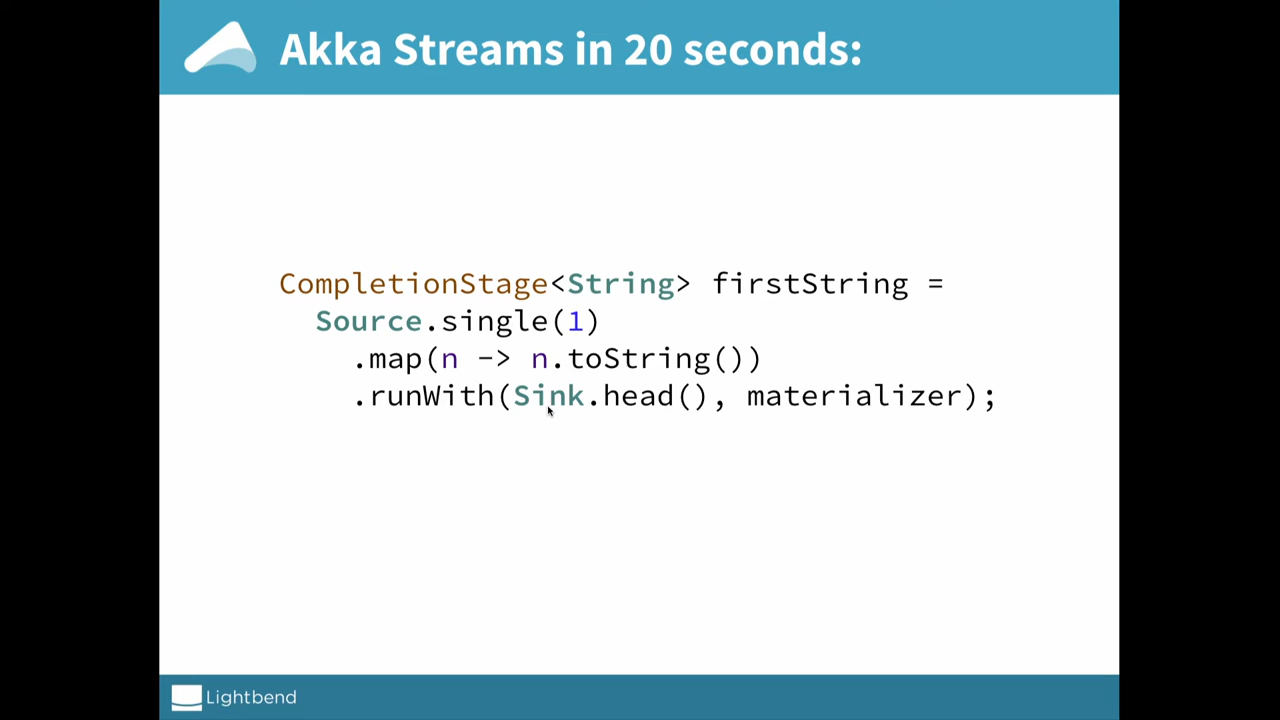 Akka Streams in 20 seconds:
CompletionStage<String> firstString =
Source.single(1)
.map(n -> n.toString())
.runWith(Sink.head(), materializer);
Lightbend